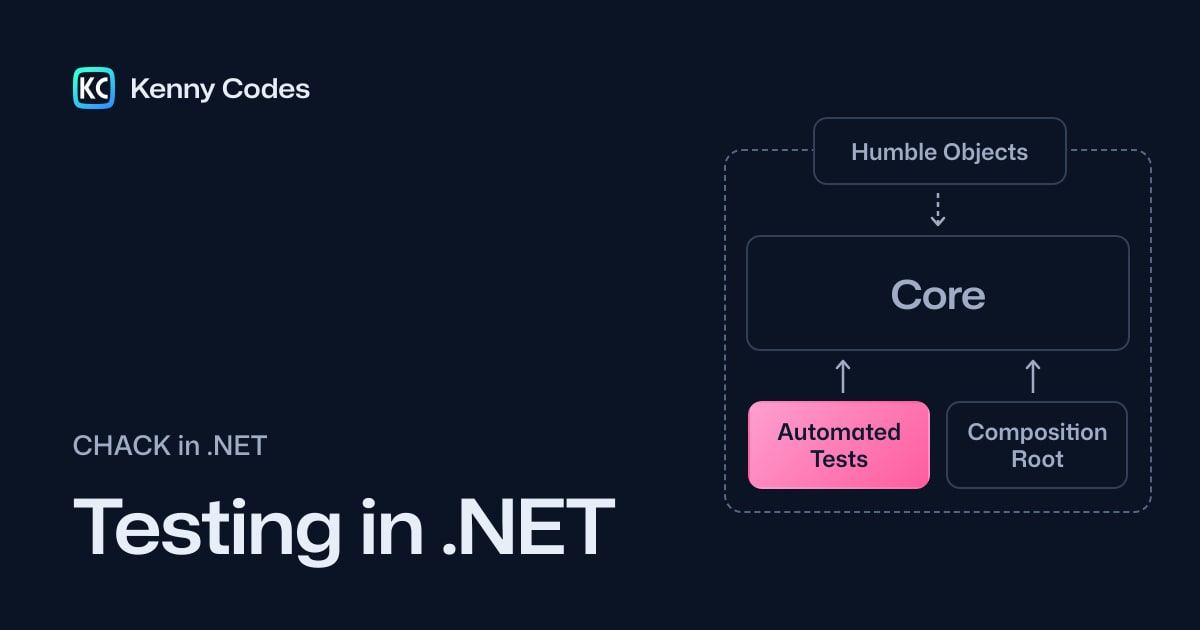 KC
Kenny Codes
CHACK in .NET
Testing in .NET
Humble Objects
Core
Automated
Tests
Composition
Root